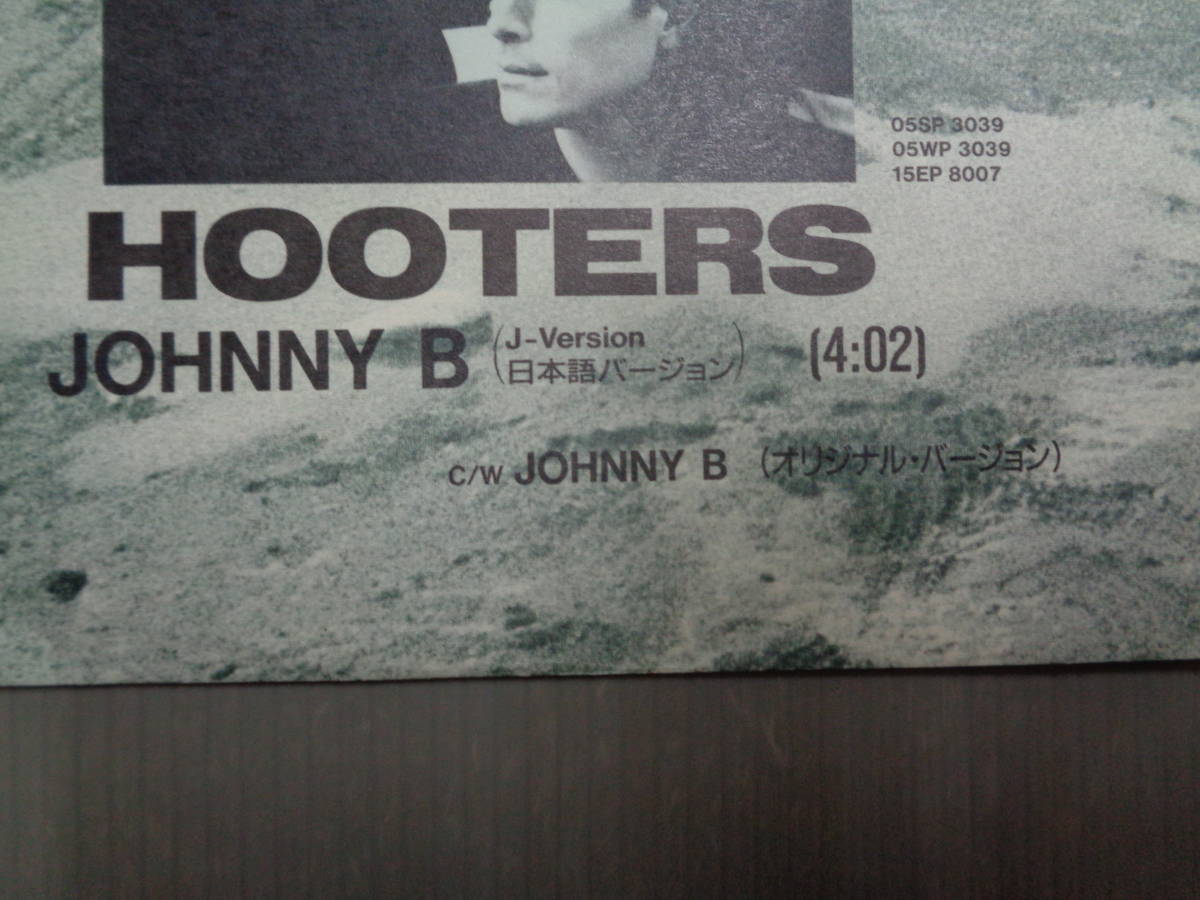 05SP 3039
05WP 3039
15EP 8007
HOOTERS
JOHNNY B (J-Version 日本語バージョン) (4:02)
C/W JOHNNY B (オリジナル・バージョン)